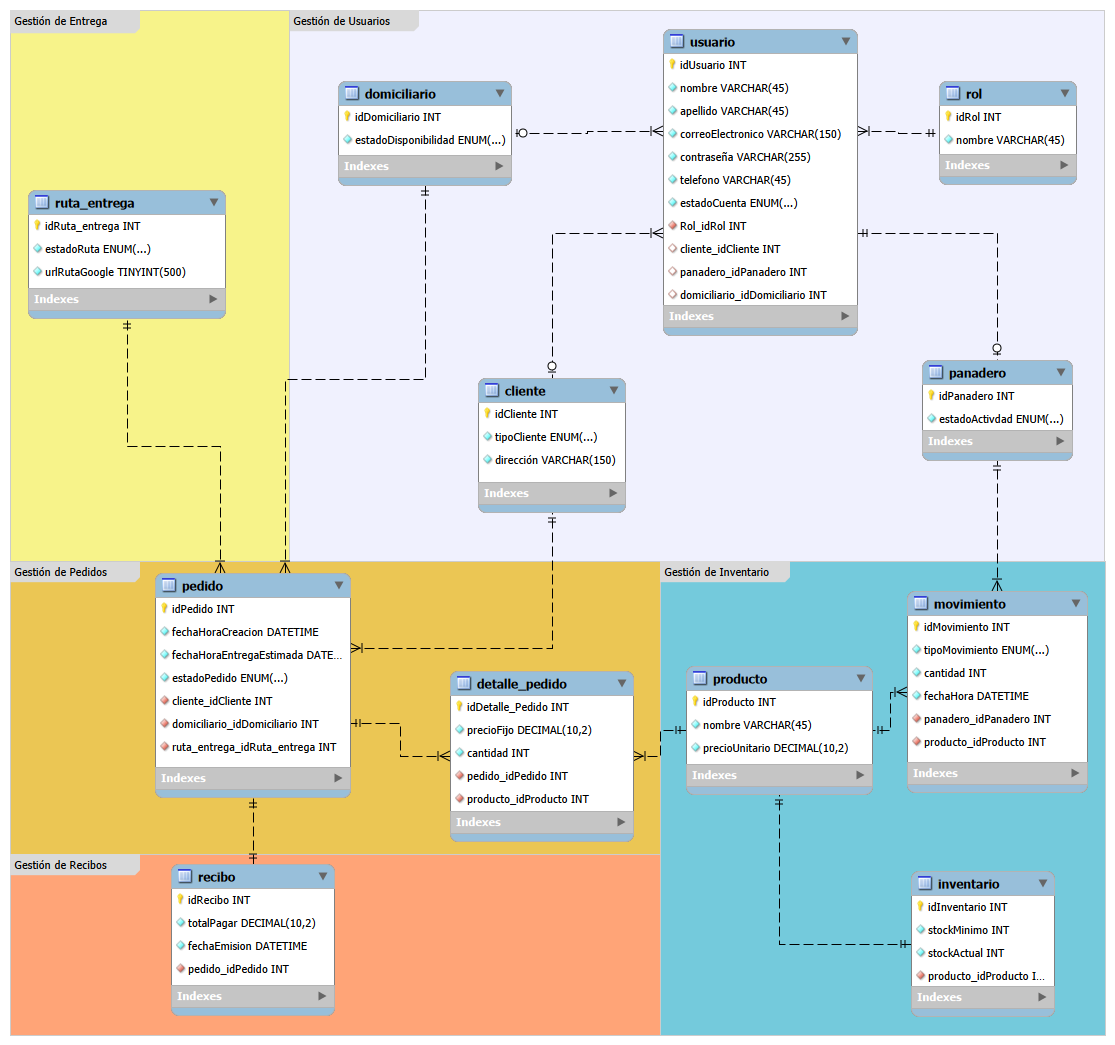 Gestión de Entrega
Gestión de Usuarios
usuario
idUsuario INT
nombre VARCHAR(45)
apellido VARCHAR(45)
correoElectronico VARCHAR(150)
contraseña VARCHAR(255)
telefono VARCHAR(45)
estadoCuenta ENUM(...)
Rol_idRol INT
cliente_idCliente INT
panadero_idPanadero INT
domiciliario_idDomiciliario INT
Indexes
domiciliario
idDomiciliario INT
estadoDisponibilidad ENUM(...)
Indexes
rol
idRol INT
nombre VARCHAR(45)
Indexes
ruta_entrega
idRuta_entrega INT
estadoRuta ENUM(...)
urlRutaGoogle TINYINT(500)
Indexes
cliente
idCliente INT
tipoCliente ENUM(...)
dirección VARCHAR(150)
Indexes
panadero
idPanadero INT
estadoActivdad ENUM(...)
Indexes
Gestión de Pedidos
pedido
idPedido INT
fechaHoraCreacion DATETIME
fechaHoraEntregaEstimada DATE...
estadoPedido ENUM(...)
cliente_idCliente INT
domiciliario_idDomiciliario INT
ruta_entrega_idRuta_entrega INT
Indexes
detalle_pedido
idDetalle_Pedido INT
precioFijo DECIMAL(10,2)
cantidad INT
pedido_idPedido INT
producto_idProducto INT
Indexes
Gestión de Inventario
movimiento
idMovimiento INT
tipoMovimiento ENUM(...)
cantidad INT
fechaHora DATETIME
panadero_idPanadero INT
producto_idProducto INT
Indexes
producto
idProducto INT
nombre VARCHAR(45)
precioUnitario DECIMAL(10,2)
Indexes
inventario
idInventario INT
stockMinimo INT
stockActual INT
producto_idProducto I...
Indexes
Gestión de Recibos
recibo
idRecibo INT
totalPagar DECIMAL(10,2)
fechaEmision DATETIME
pedido_idPedido INT
Indexes